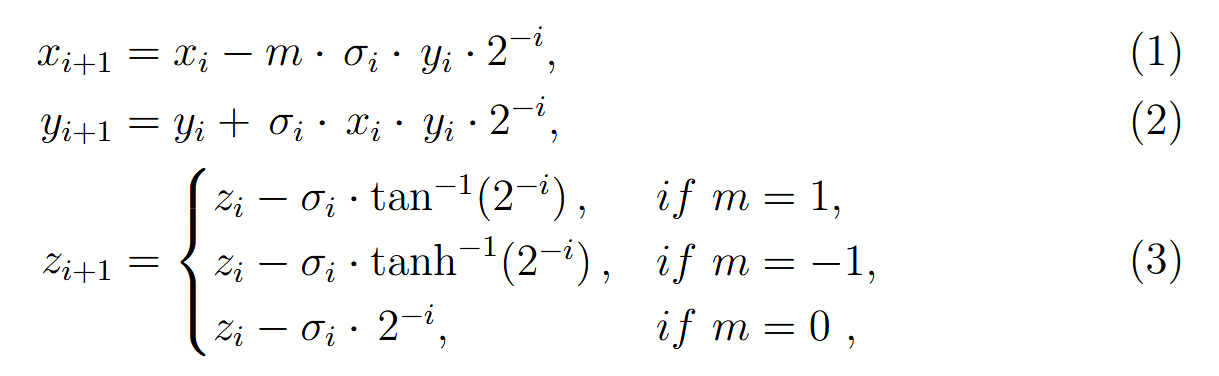 x_{i+1} = x_i − m · σ_i · y_i · 2^{−i}, (1)
y_{i+1} = y_i + σ_i · x_i · y_i · 2^{−i}, (2)
z_{i+1} = { z_i − σ_i · tan^{−1}(2^{−i}), if m = 1,
z_i − σ_i · tanh^{−1}(2^{−i}), if m = −1, (3)
z_i − σ_i · 2^{−i}, if m = 0 ,